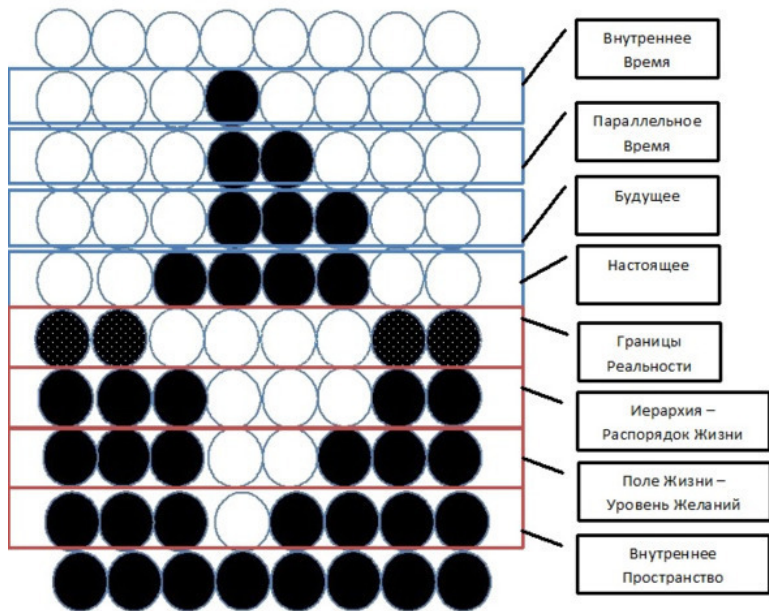 Внутреннее
Время
Параллельное
Время
Будущее
Настоящее
Границы
Реальности
Иерархия –
Распорядок Жизни
Поле Жизни –
Уровень Желаний
Внутреннее
Пространство